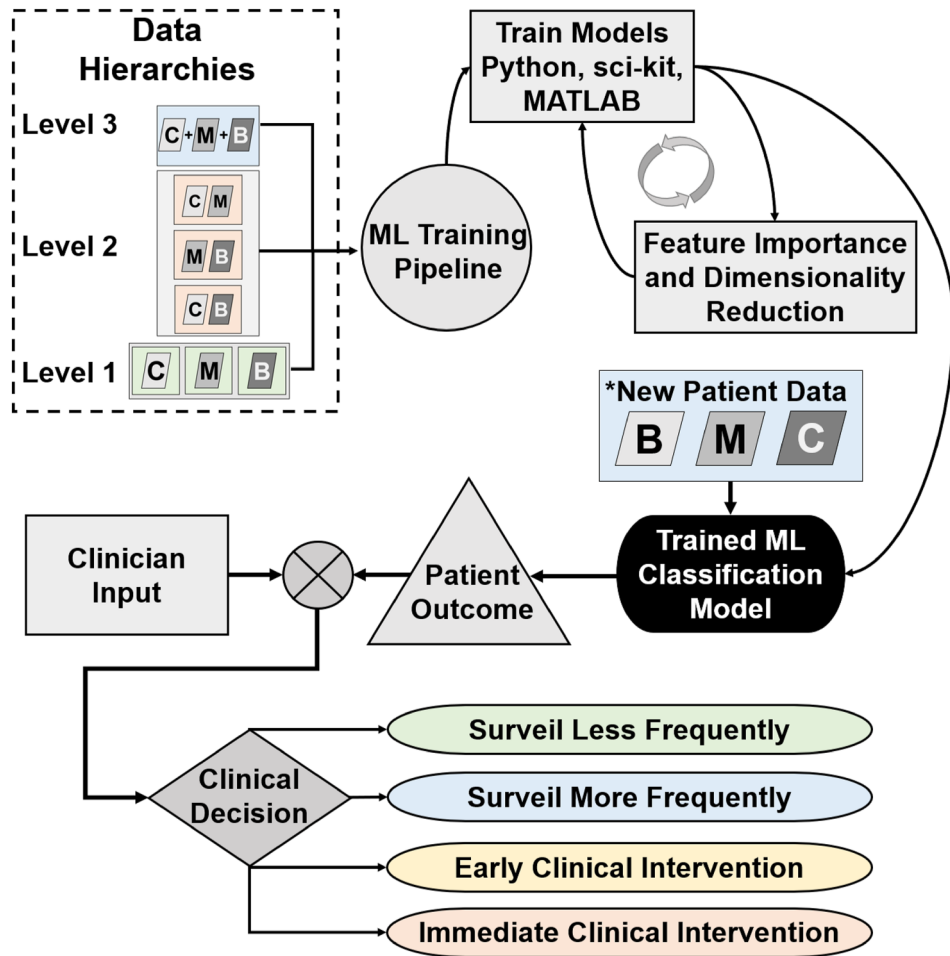 Data
Hierarchies
Level 3
C + M + B
C M
Level 2
M B
C B
Level 1
C M B
ML Training
Pipeline
Train Models
Python, sci-kit,
MATLAB
Feature Importance
and Dimensionality
Reduction
*New Patient Data
B M C
Trained ML
Classification
Model
Patient
Outcome
Clinician
Input
Clinical
Decision
Surveil Less Frequently
Surveil More Frequently
Early Clinical Intervention
Immediate Clinical Intervention